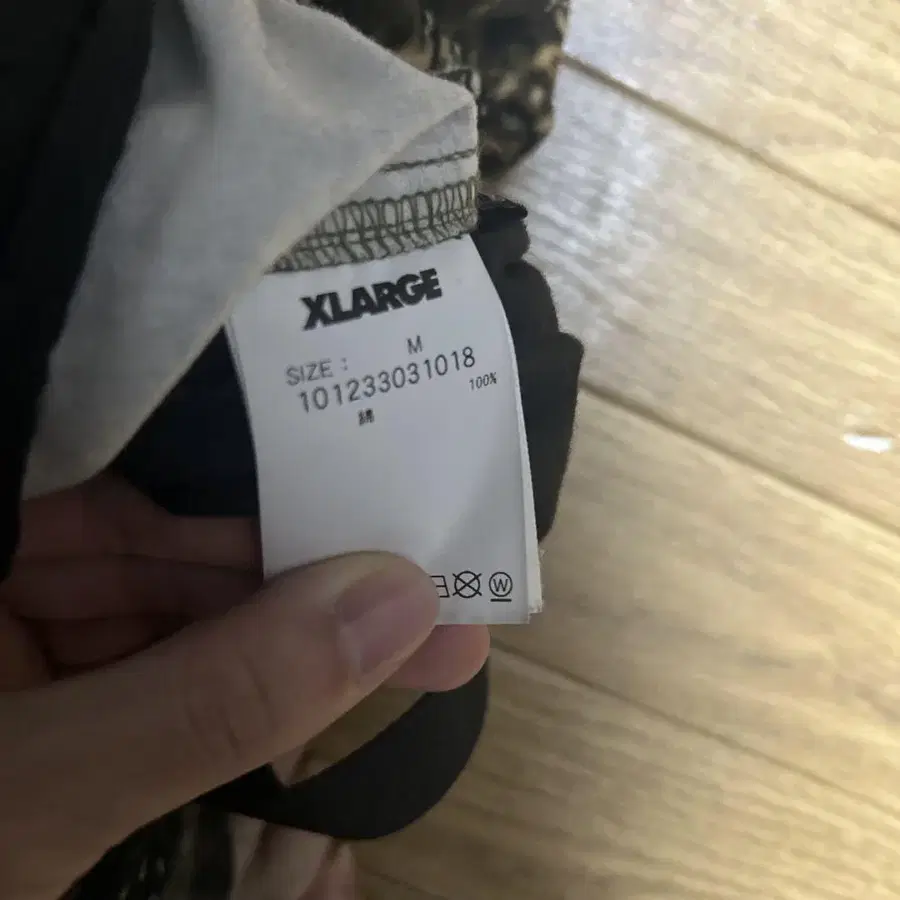 XLARGE
SIZE : M
101233031018
綿 100%
W